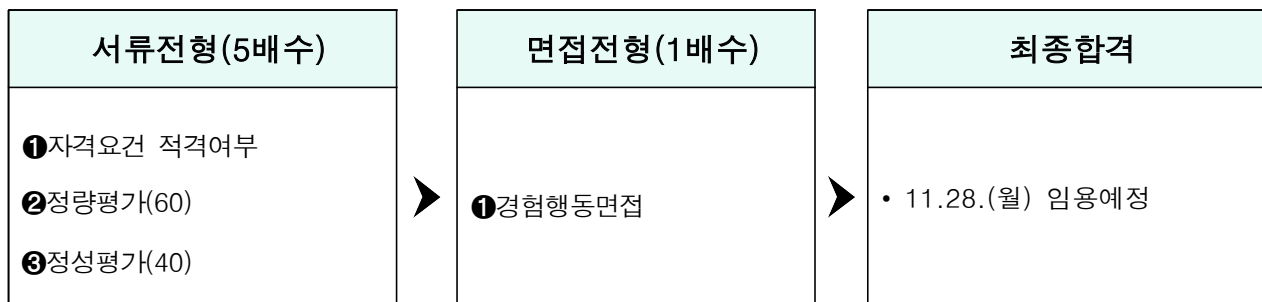 서류전형(5배수)
❶자격요건 적격여부
❷정량평가(60)
❸정성평가(40)
면접전형(1배수)
❶경험행동면접
최종합격
• 11.28.(월) 임용예정